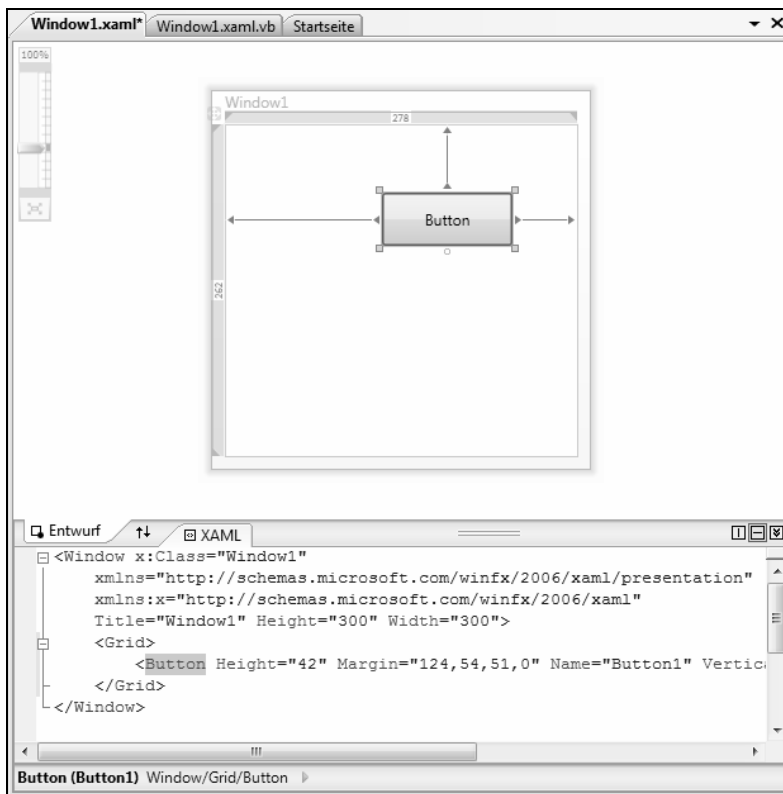 Window1.xaml* Window1.xaml.vb Startseite
100%
Window1
278
262
Button
Entwurf XAML
<Window x:Class="Window1"
xmlns="http://schemas.microsoft.com/winfx/2006/xaml/presentation"
xmlns:x="http://schemas.microsoft.com/winfx/2006/xaml"
Title="Window1" Height="300" Width="300">
<Grid>
<Button Height="42" Margin="124,54,51,0" Name="Button1" Vertica
</Grid>
</Window>
Button (Button1) Window/Grid/Button